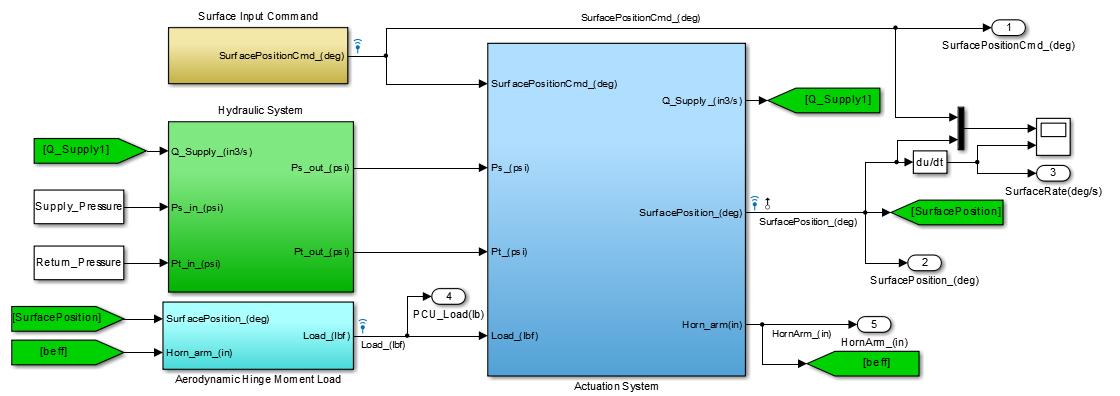 Surface Input Command
SurfacePositionCmd_(deg)
SurfacePositionCmd_(deg)
1
SurfacePositionCmd_(deg)
SurfacePositionCmd_(deg)
Q_Supply_(in3/s)
[Q_Supply1]
Hydraulic System
[Q_Supply1]
Q_Supply_(in3/s)
Ps_out_(psi)
Ps_(psi)
du/dt
3
SurfaceRate(deg/s)
Supply_Pressure
Ps_in_(psi)
SurfacePosition_(deg)
SurfacePosition_(deg)
[SurfacePosition]
Return_Pressure
Pt_in_(psi)
Pt_out_(psi)
Pt_(psi)
2
SurfacePosition_(deg)
[SurfacePosition]
SurfacePosition_(deg)
4
PCU_Load(lb)
Load_(lbf)
Load_(lbf)
Load_(lbf)
Horn_arm(in)
HornArm_(in)
5
HornArm_(in)
[beff]
Horn_arm_(in)
[beff]
Aerodynamic Hinge Moment Load
Actuation System